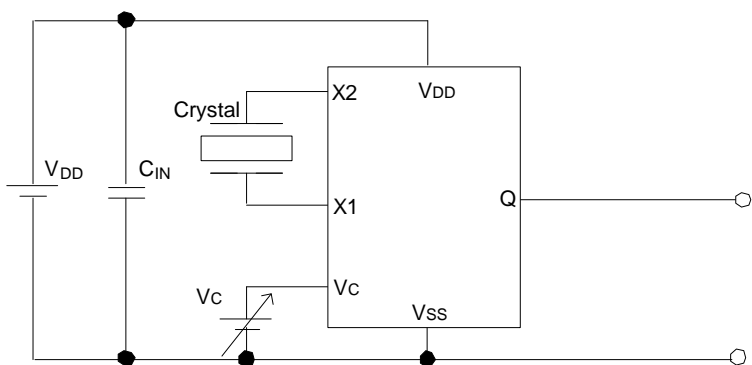 X2
VDD
Crystal
VDD
CIN
X1
Q
VC
VC
VSS